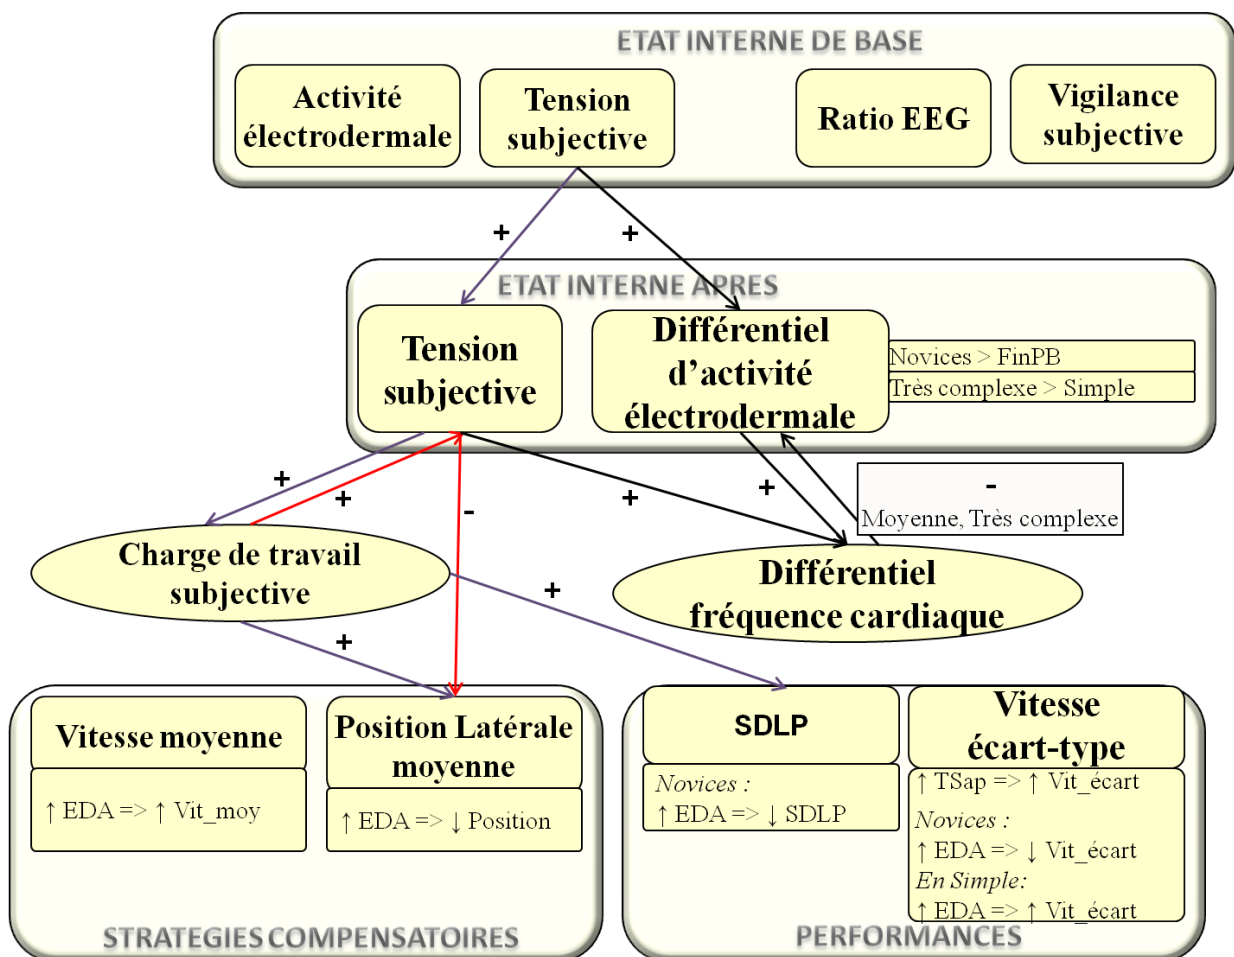 ETAT INTERNE DE BASE
Activité
électrodermale
Tension
subjective
Ratio EEG
Vigilance
subjective
+
+
ETAT INTERNE APRES
Tension
subjective
Différentiel
d'activité
électrodermale
Novices > FinPB
Très complexe > Simple
+
+
-
+
+
-
Moyenne, Très complexe
Charge de travail
subjective
Différentiel
fréquence cardiaque
+
+
Vitesse moyenne
↑ EDA => ↑ Vit_moy
Position Latérale
moyenne
↑ EDA => ↓ Position
STRATEGIES COMPENSATOIRES
SDLP
Novices :
↑ EDA => ↓ SDLP
Vitesse
écart-type
↑ TSap => ↑ Vit_écart
Novices :
↑ EDA => ↓ Vit_écart
En Simple:
↑ EDA => ↑ Vit_écart
PERFORMANCES